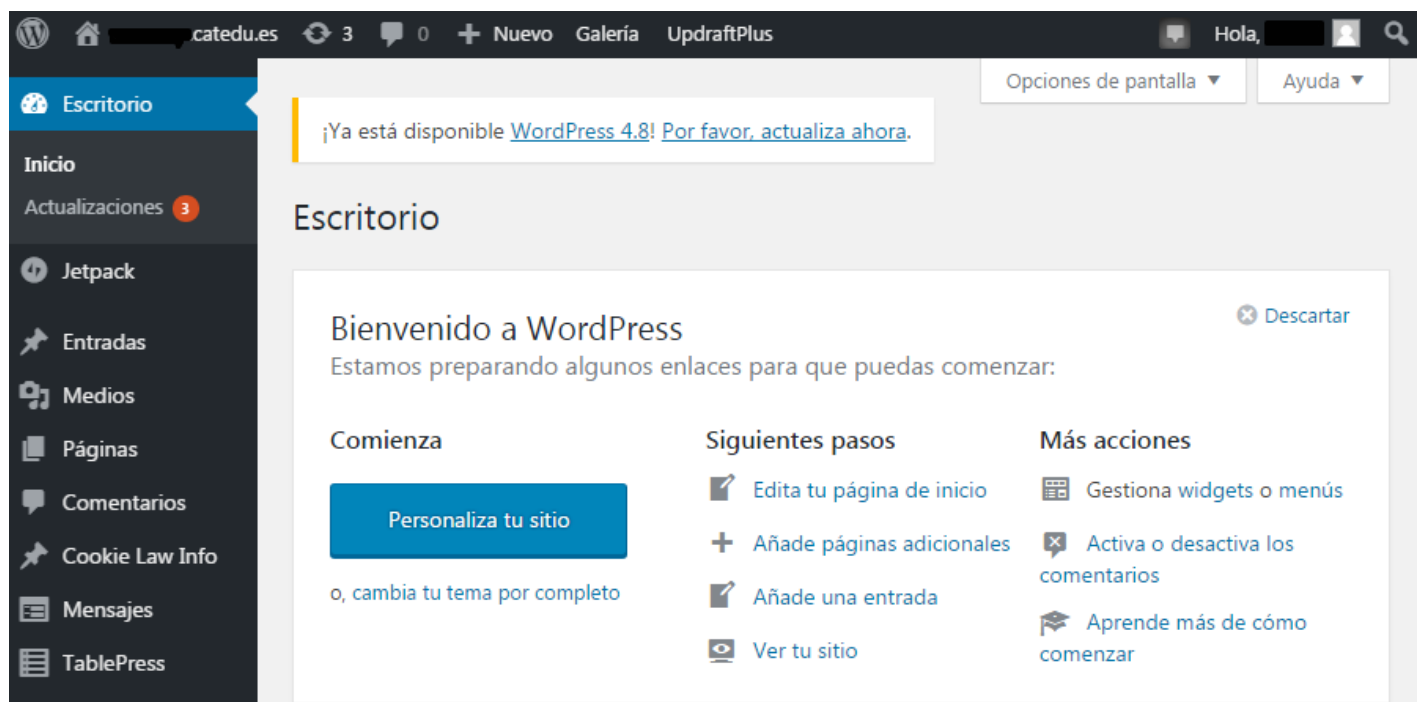 .catedu.es 3 0 Nuevo Galería UpdraftPlus Hola,
Opciones de pantalla Ayuda
Escritorio
Inicio
Actualizaciones 3
Jetpack
Entradas
Medios
Páginas
Comentarios
Cookie Law Info
Mensajes
TablePress
¡Ya está disponible WordPress 4.8! Por favor, actualiza ahora.
Escritorio
Bienvenido a WordPress
Descartar
Estamos preparando algunos enlaces para que puedas comenzar:
Comienza
Personaliza tu sitio
o, cambia tu tema por completo
Siguientes pasos
Edita tu página de inicio
Añade páginas adicionales
Añade una entrada
Ver tu sitio
Más acciones
Gestiona widgets o menús
Activa o desactiva los
comentarios
Aprende más de cómo
comenzar